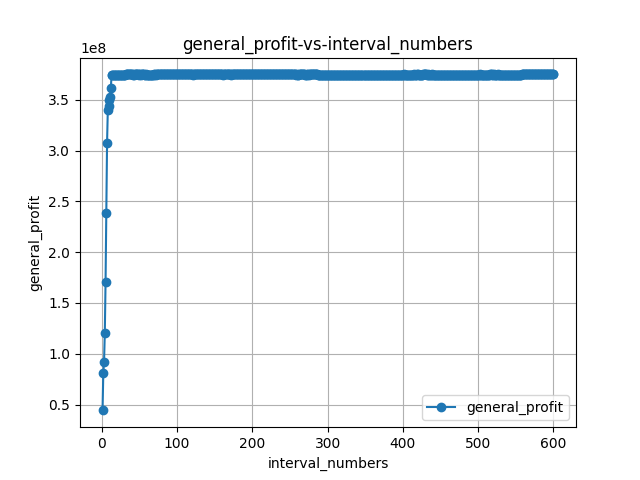 general_profit-vs-interval_numbers
1e8
3.5
3.0
2.5
2.0
1.5
1.0
0.5
general_profit
general_profit
0 100 200 300 400 500 600
interval_numbers